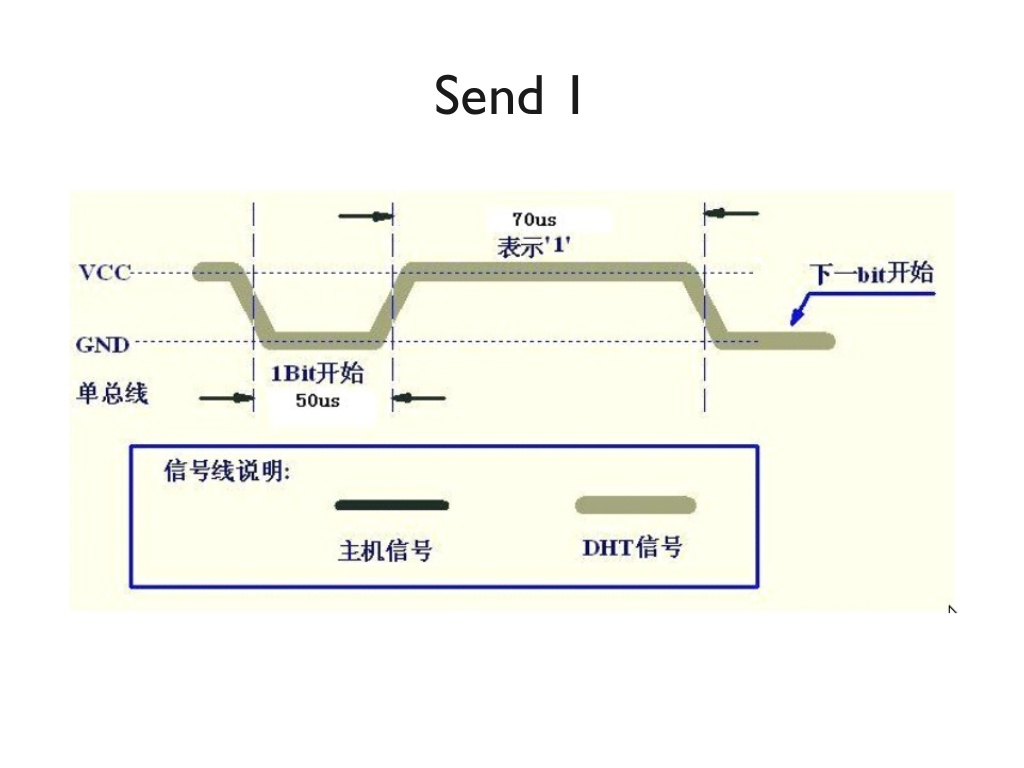 Send 1
70us
表示'1'
VCC
下一bit开始
GND
1Bit开始
单总线
50us
信号线说明:
主机信号
DHT信号